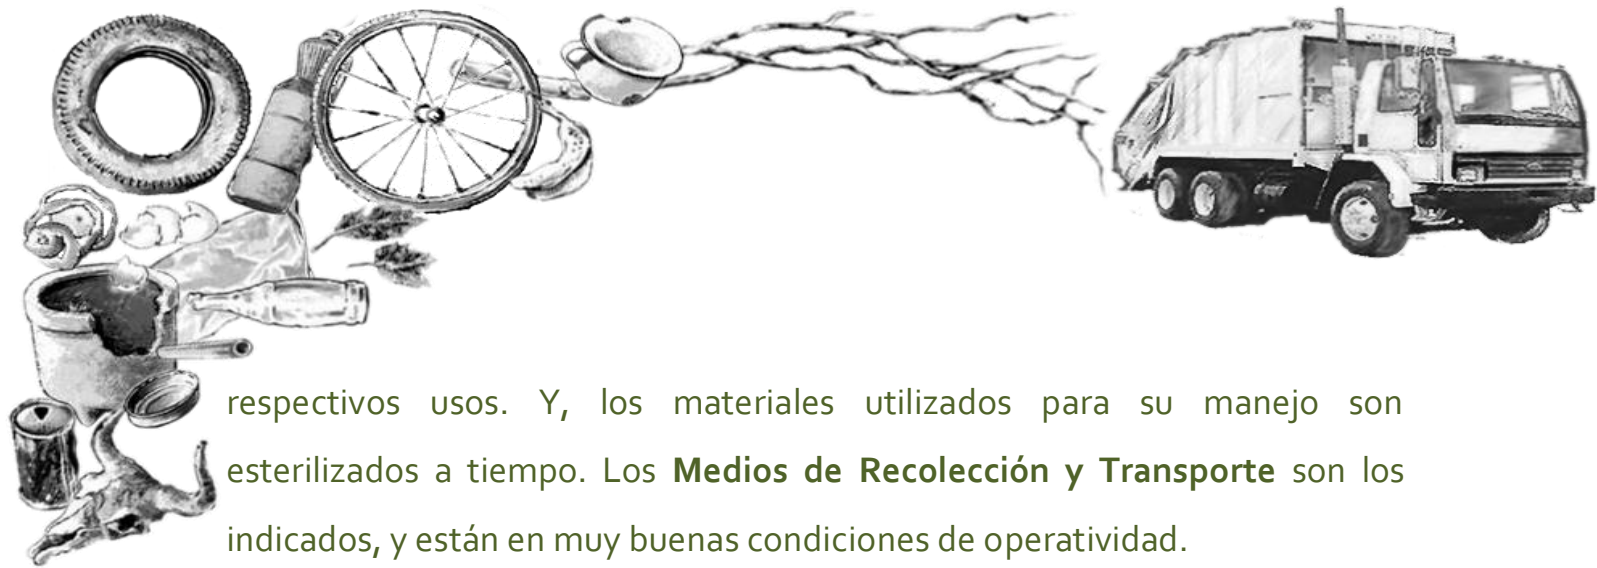 respectivos usos. Y, los materiales utilizados para su manejo son
esterilizados a tiempo. Los Medios de Recolección y Transporte son los
indicados, y están en muy buenas condiciones de operatividad.